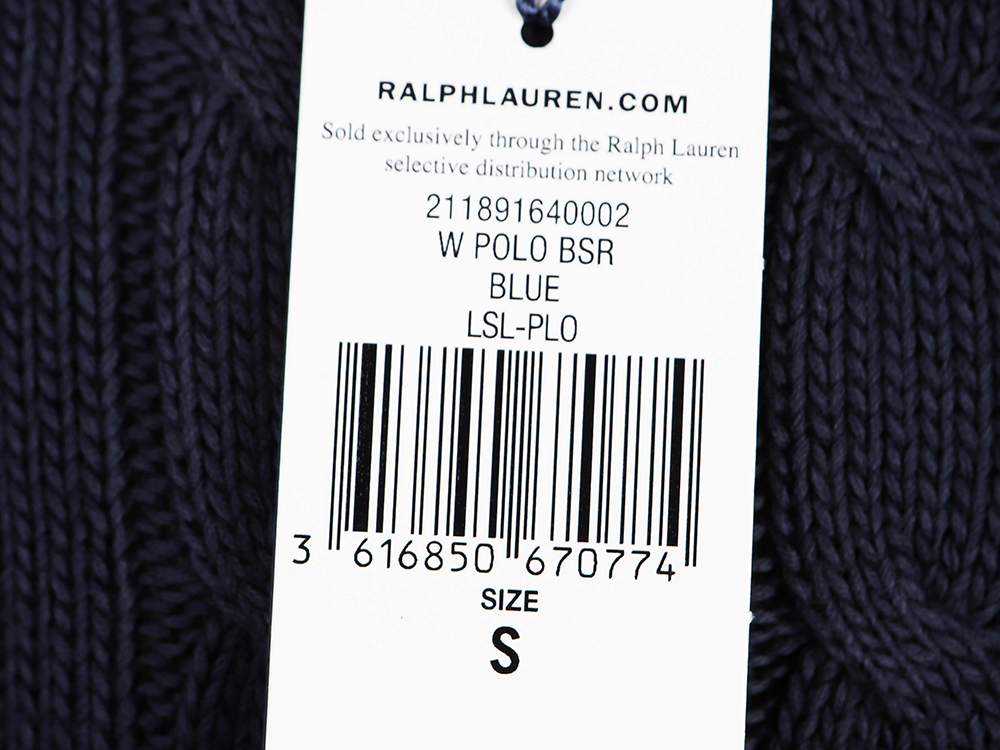 RALPHLAUREN.COM
Sold exclusively through the Ralph Lauren
selective distribution network
211891640002
W POLO BSR
BLUE
LSL-PLO
3 616850 670774
SIZE
S